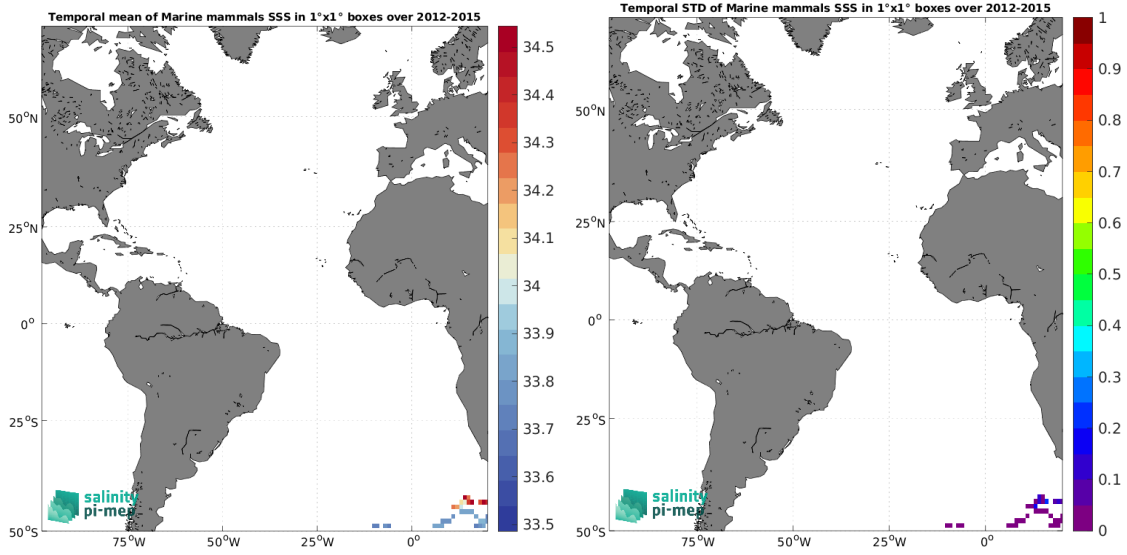 Temporal mean of Marine mammals SSS in 1°x1° boxes over 2012-2015
50°N
25°N
0°
25°S
50°S
75°W
50°W
25°W
0°
34.5
34.4
34.3
34.2
34.1
34
33.9
33.8
33.7
33.6
33.5
salinity
pi-mep
Temporal STD of Marine mammals SSS in 1°x1° boxes over 2012-2015
50°N
25°N
0°
25°S
50°S
75°W
50°W
25°W
0°
1
0.9
0.8
0.7
0.6
0.5
0.4
0.3
0.2
0.1
0
salinity
pi-mep